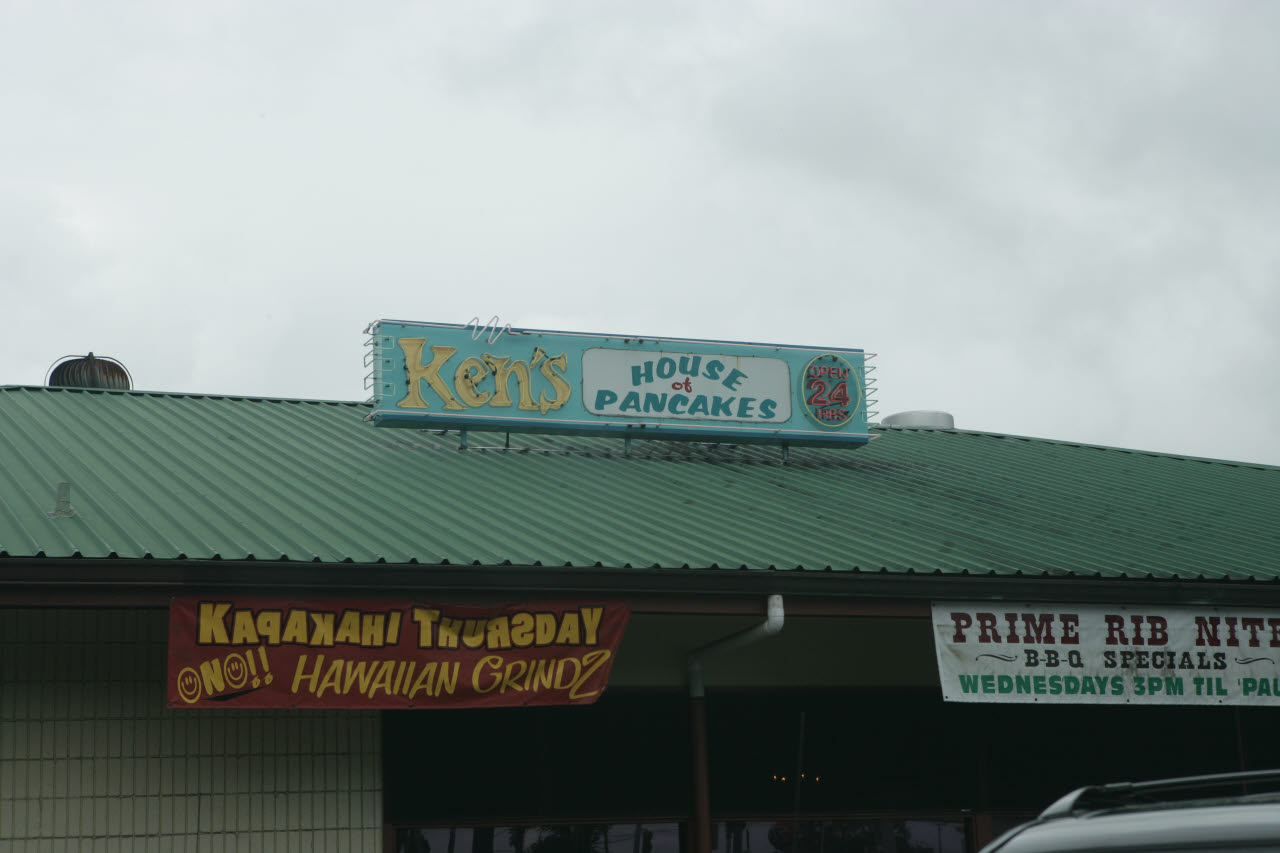 Ken's
HOUSE
of
PANCAKES
OPEN
24
HRS
KAPAKAHI THURSDAY
ONO!! HAWAIIAN GRINDZ
PRIME RIB NITE
B-B-Q SPECIALS
WEDNESDAYS 3PM TIL 'PAU